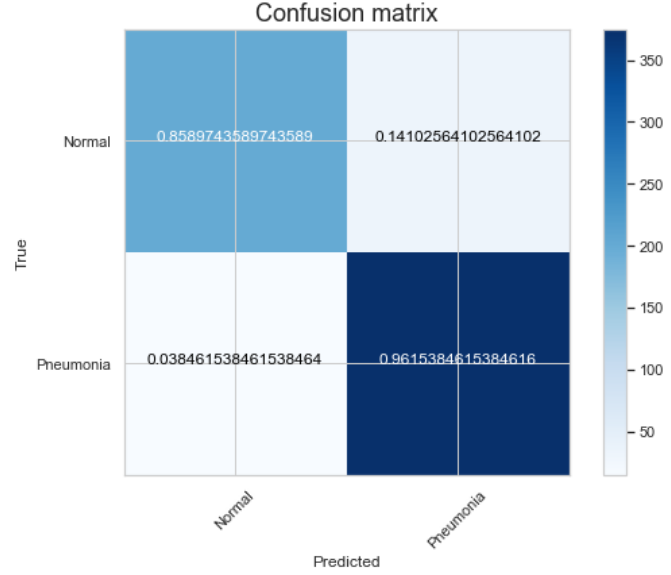 Confusion matrix
Normal
0.8589743589743589
0.14102564102564102
Pneumonia
0.038461538461538464
0.9615384615384616
True
Normal
Pneumonia
Predicted
350
300
250
200
150
100
50